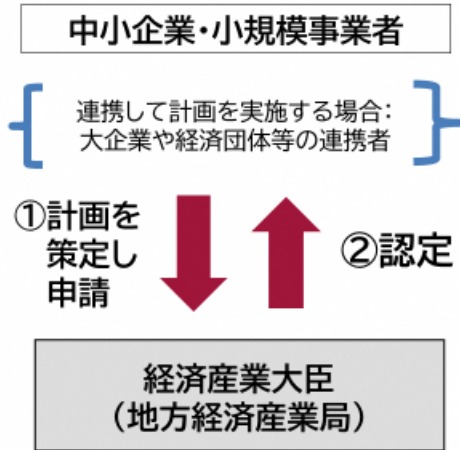 中小企業・小規模事業者
連携して計画を実施する場合：
大企業や経済団体等の連携者
①計画を
策定し
申請
②認定
経済産業大臣
（地方経済産業局）